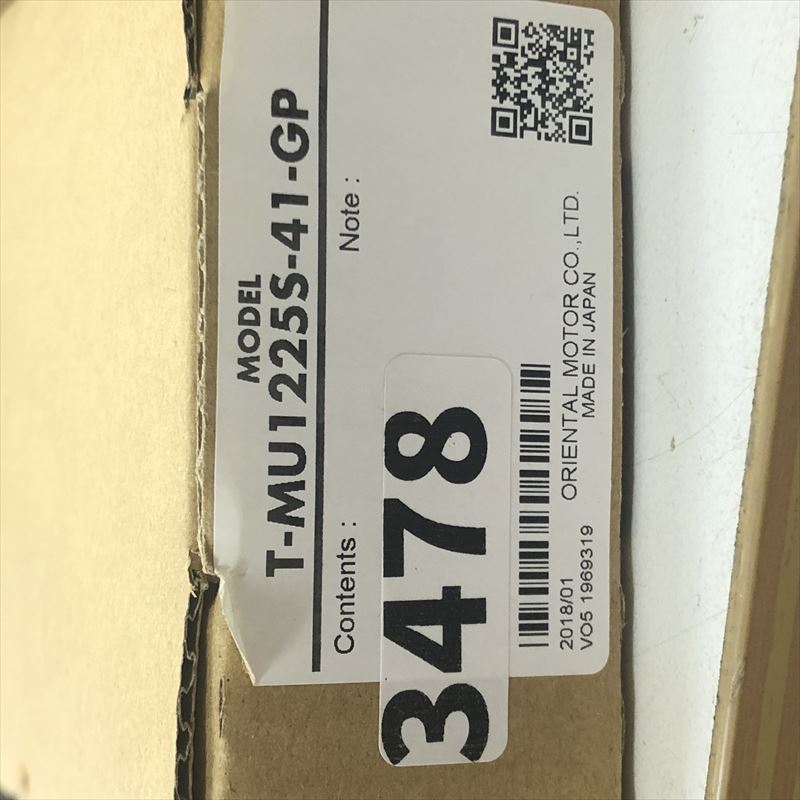 MODEL
T-MU1225S-41-GP
Contents :
Note :
3478
2018/01
ORIENTAL MOTOR CO.,LTD.
VO5 1969319
MADE IN JAPAN